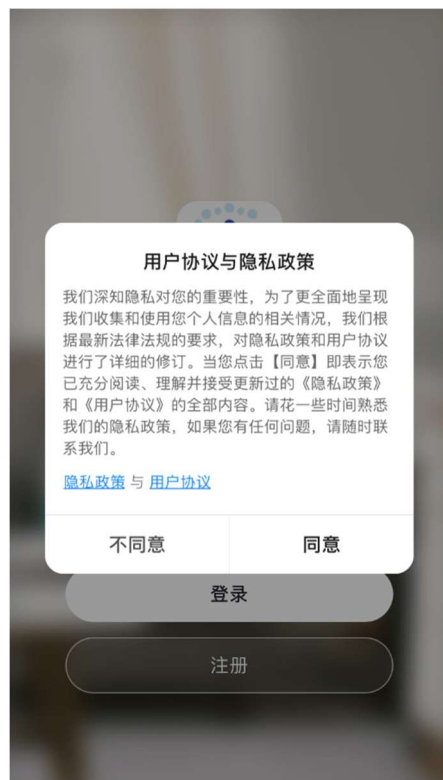 用户协议与隐私政策
我们深知隐私对您的重要性，为了更全面地呈现
我们收集和使用您个人信息的相关情况，我们根
据最新法律法规的要求，对隐私政策和用户协议
进行了详细的修订。当您点击【同意】即表示您
已充分阅读、理解并接受更新过的《隐私政策》
和《用户协议》的全部内容。请花一些时间熟悉
我们的隐私政策，如果您有任何问题，请随时联
系我们。
隐私政策 与 用户协议
不同意 同意
登录
注册